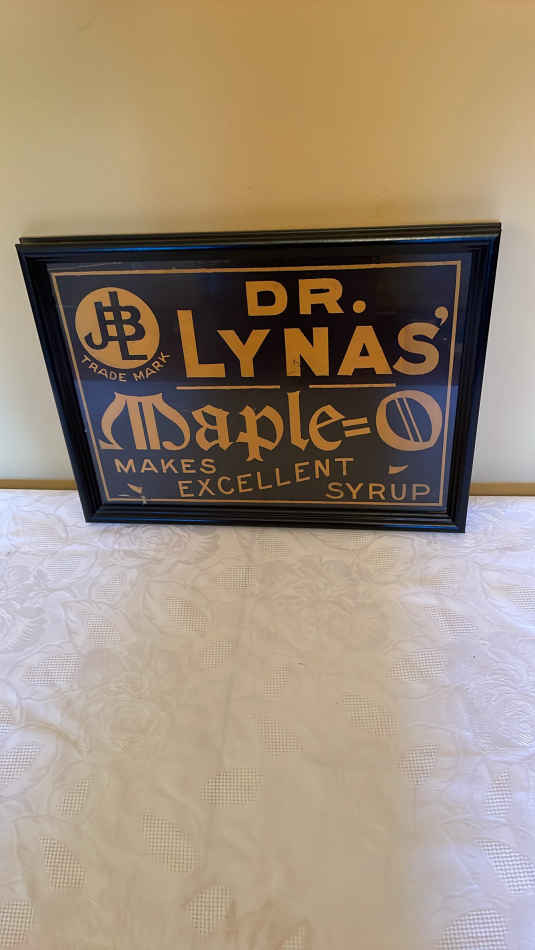 JBL
TRADE MARK
DR.
LYNAS'
Maple=O
MAKES
EXCELLENT
SYRUP